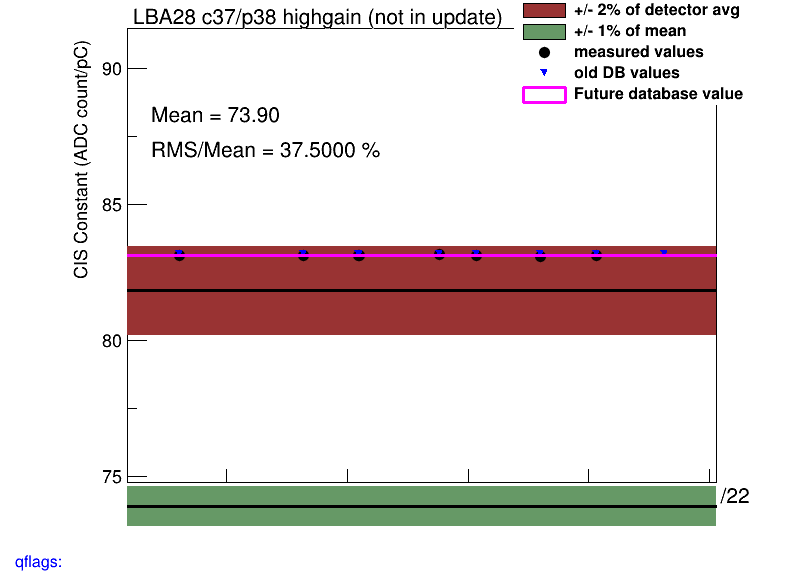 LBA28 c37/p38 highgain (not in update)
+/- 2% of detector avg
+/- 1% of mean
measured values
old DB values
Future database value
CIS Constant (ADC count/pC)
90
85
80
75
Mean = 73.90
RMS/Mean = 37.5000 %
/22
qflags: